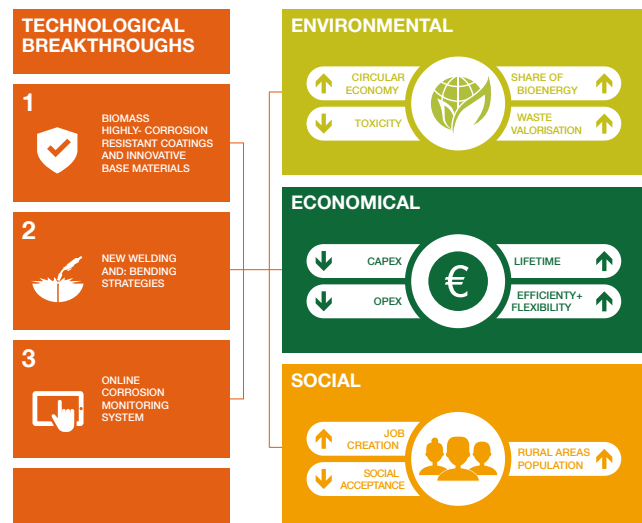 TECHNOLOGICAL
BREAKTHROUGHS
1
BIOMASS
HIGHLY- CORROSION
RESISTANT COATINGS
AND INNOVATIVE
BASE MATERIALS
2
NEW WELDING
AND: BENDING
STRATEGIES
3
ONLINE
CORROSION
MONITORING
SYSTEM
ENVIRONMENTAL
CIRCULAR
ECONOMY
SHARE OF
BIOENERGY
TOXICITY
WASTE
VALORISATION
ECONOMICAL
CAPEX
€
LIFETIME
OPEX
EFFICIENTY+
FLEXIBILITY
SOCIAL
JOB
CREATION
SOCIAL
ACCEPTANCE
RURAL AREAS
POPULATION